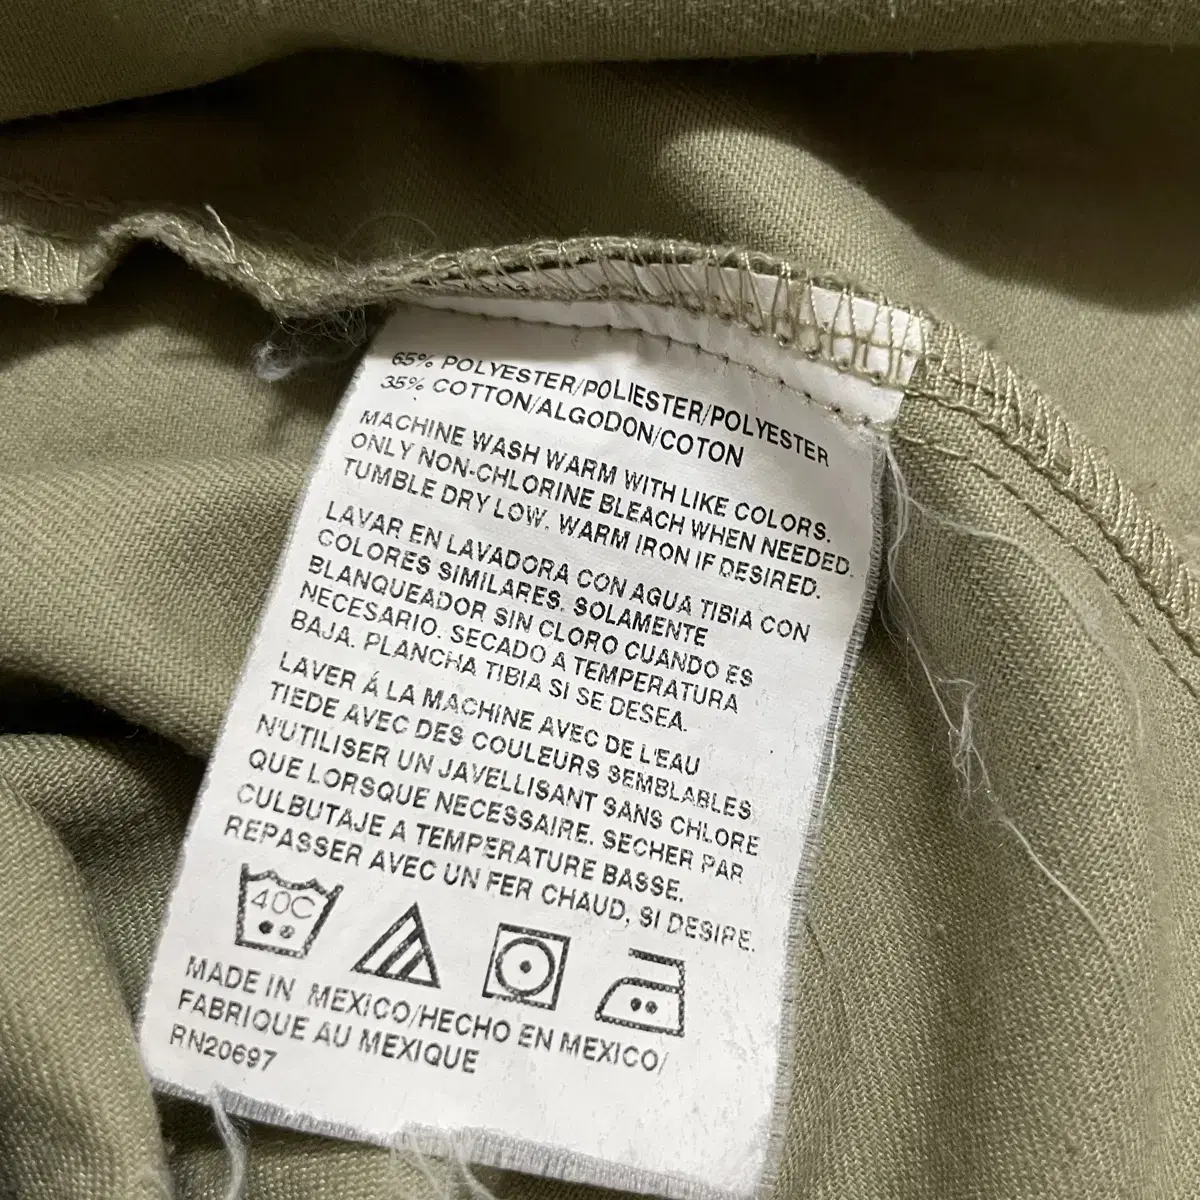 65% POLYESTER/POLIESTER/POLYESTER
35% COTTON/ALGODON/COTON
MACHINE WASH WARM WITH LIKE COLORS.
ONLY NON-CHLORINE BLEACH WHEN NEEDED.
TUMBLE DRY LOW. WARM IRON IF DESIRED.
LAVAR EN LAVADORA CON AGUA TIBIA CON
COLORES SIMILARES. SOLAMENTE
BLANQUEADOR SIN CLORO CUANDO ES
NECESARIO. SECADO A TEMPERATURA
BAJA. PLANCHA TIBIA SI SE DESEA.
LAVER Á LA MACHINE AVEC DE L'EAU
TIEDE AVEC DES COULEURS SEMBLABLES
N'UTILISER UN JAVELLISANT SANS CHLORE
QUE LORSQUE NECESSAIRE. SECHER PAR
CULBUTAJE A TEMPERATURE BASSE.
REPASSER AVEC UN FER CHAUD, SI DESIRE.
40C
MADE IN MEXICO/HECHO EN MEXICO/
FABRIQUE AU MEXIQUE
RN20697